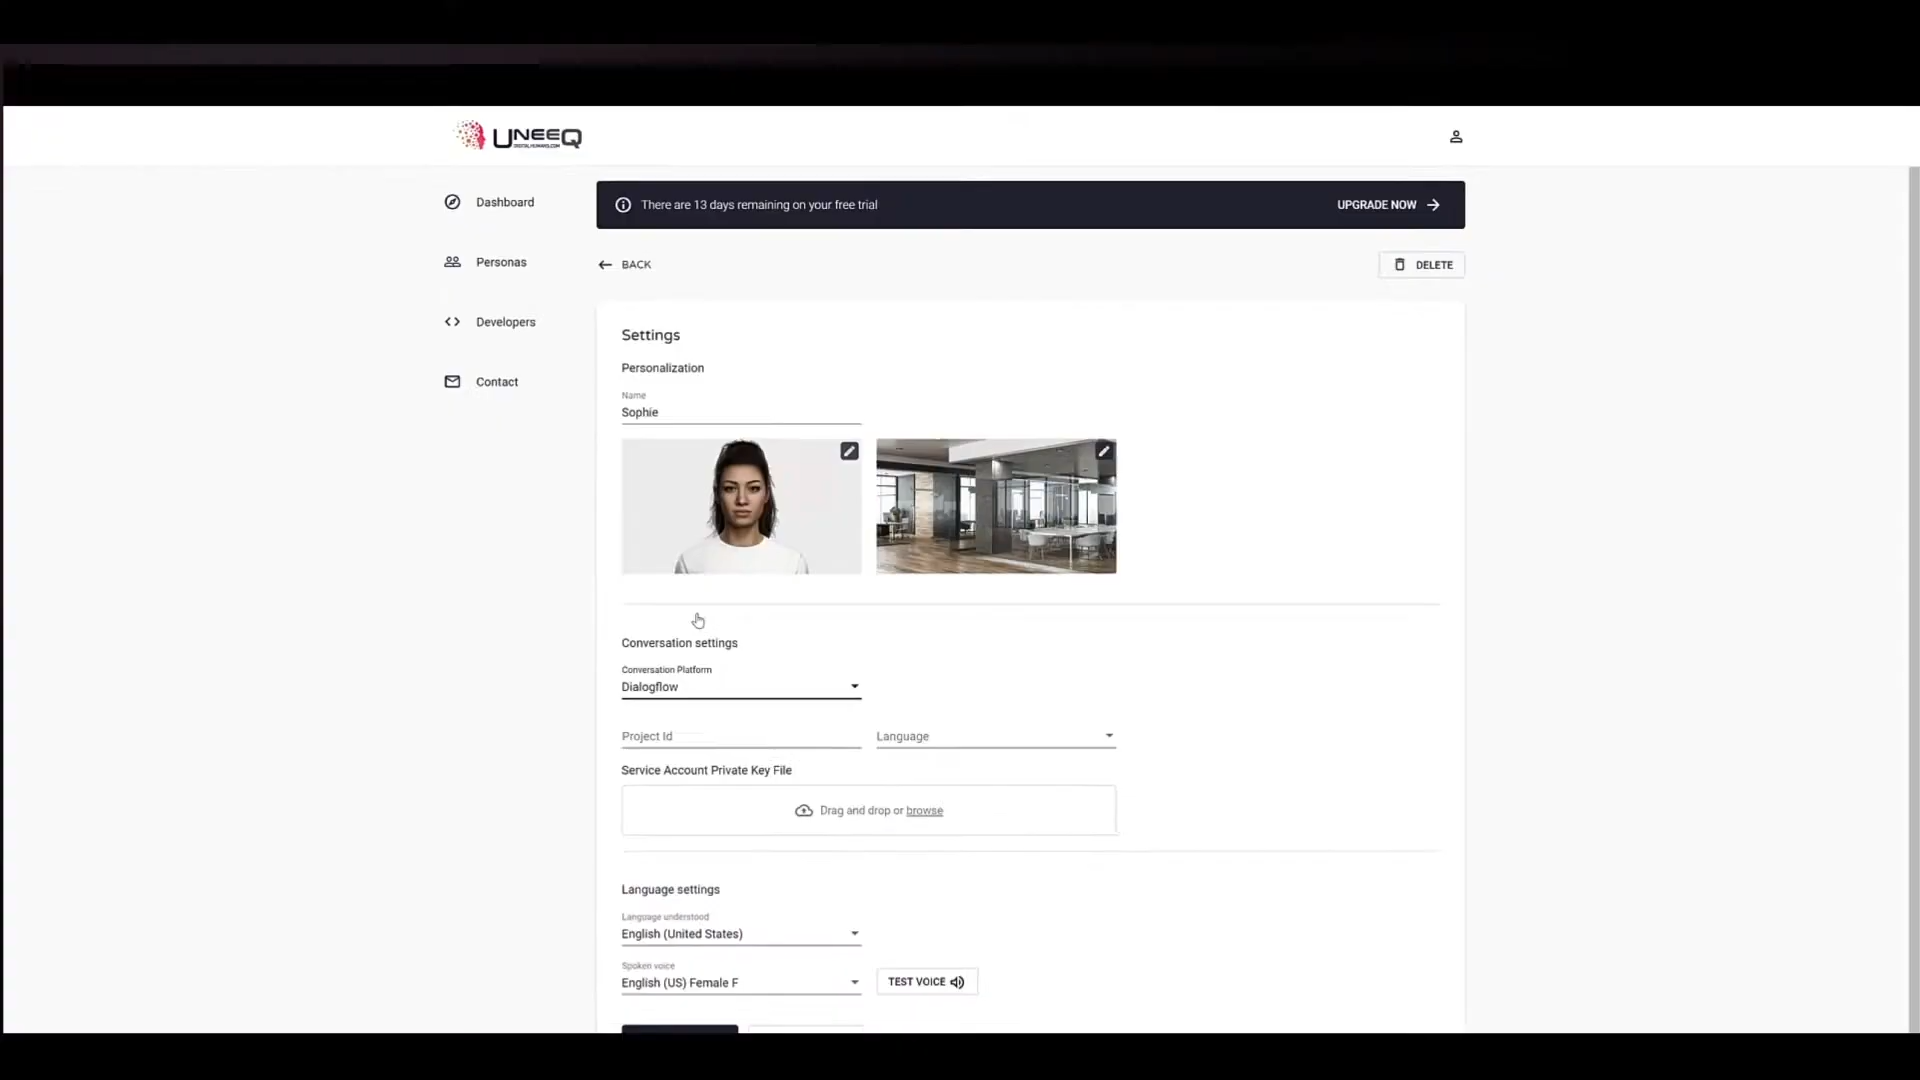 UNEEQ
DIGITALHUMANS.COM
Dashboard
Personas
Developers
Contact
There are 13 days remaining on your free trial
UPGRADE NOW
BACK
DELETE
Settings
Personalization
Name
Sophie
Conversation settings
Conversation Platform
Dialogflow
Project Id
Language
Service Account Private Key File
Drag and drop or browse
Language settings
Language understood
English (United States)
Spoken voice
English (US) Female F
TEST VOICE